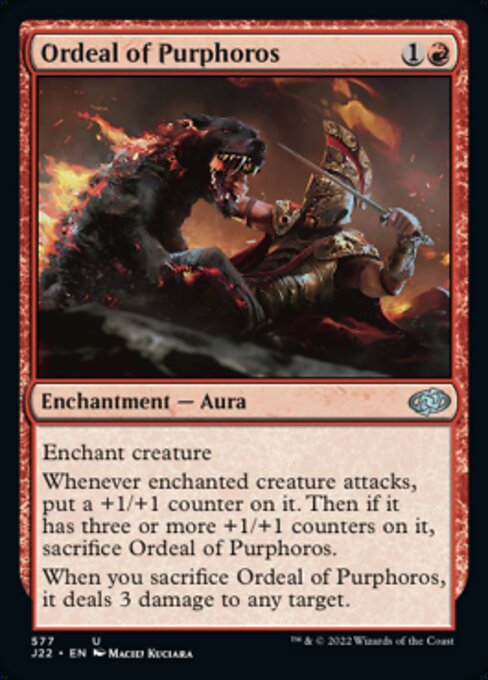 Ordeal of Purphoros 1
Enchantment — Aura
Enchant creature
Whenever enchanted creature attacks,
put a +1/+1 counter on it. Then if it
has three or more +1/+1 counters on it,
sacrifice Ordeal of Purphoros.
When you sacrifice Ordeal of Purphoros,
it deals 3 damage to any target.
577 U
J22 • EN Maciej Kuciara
™ & © 2022 Wizards of the Coast